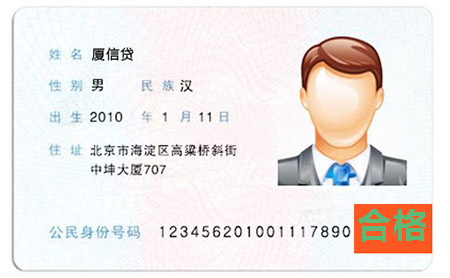 姓 名 厦信贷
性 别 男 民 族 汉
出 生 2010 年 1 月 11 日
住 址 北京市海淀区高梁桥斜街
中坤大厦707
公民身份号码 123456201001117890
合格